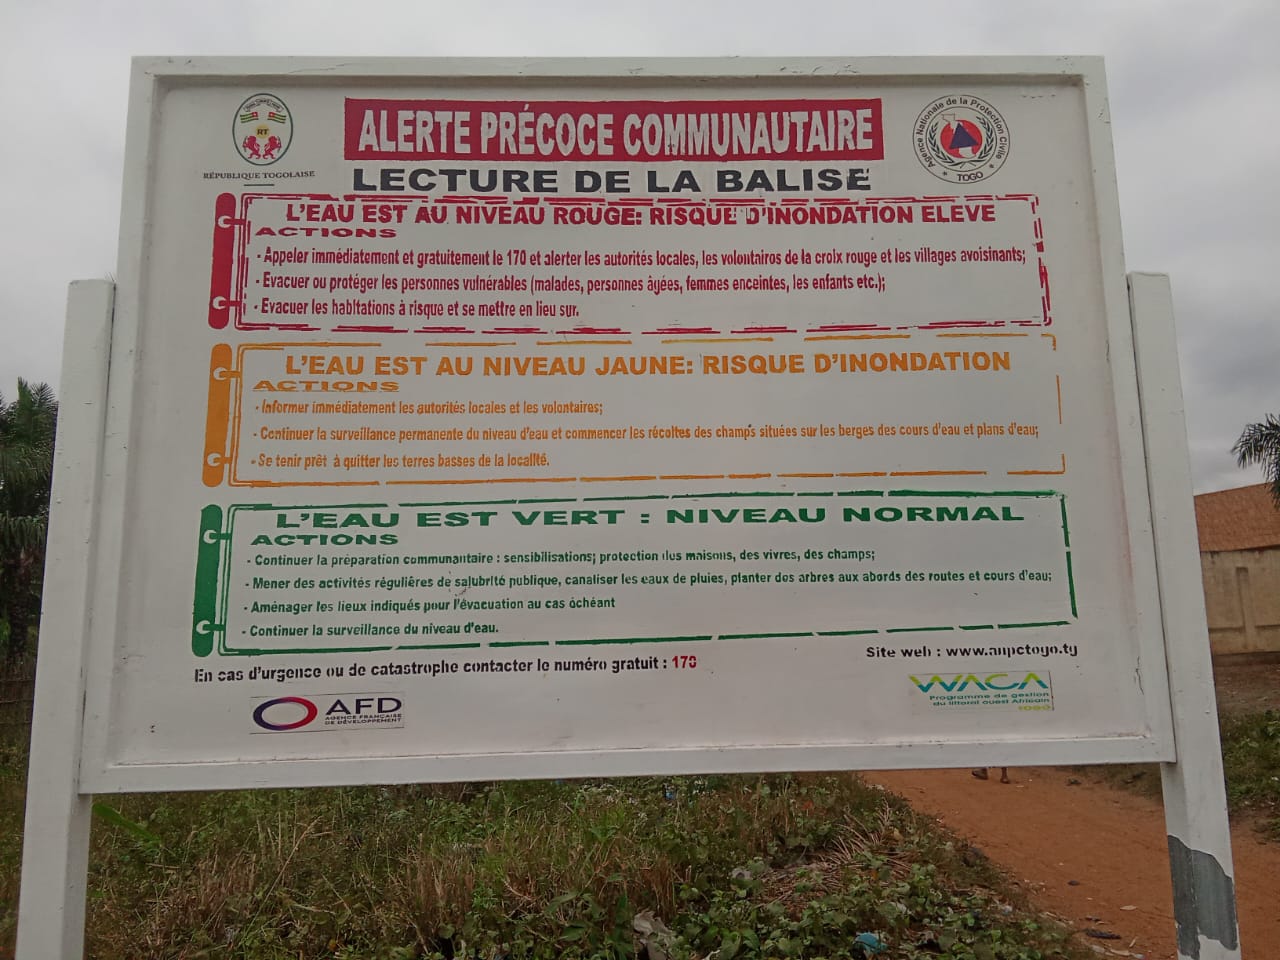 RT
RÉPUBLIQUE TOGOLAISE
ALERTE PRÉCOCE COMMUNAUTAIRE
Agence Nationale de la Protection Civile
* TOGO *
LECTURE DE LA BALISE
L'EAU EST AU NIVEAU ROUGE: RISQUE D'INONDATION ELEVE
ACTIONS
- Appeler immédiatement et gratuitement le 170 et alerter les autorités locales, les volontairos de la croix rouge et les villages avoisinants;
- Evacuer ou protéger les personnes vulnérables (malades, personnes âyées, femmes enceintes, les enfants etc.);
- Evacuer les habitations à risque et se mettre en lieu sur.
L'EAU EST AU NIVEAU JAUNE: RISQUE D'INONDATION
ACTIONS
- Informer immédiatement les autorités locales et les volontaires;
- Continuer la surveillance permanente du niveau d'eau et commencer les récoltes des champs situées sur les berges des cours d'eau et plans d'eau;
- Se tenir prêt à quitter les terres basses de la localité.
L'EAU EST VERT : NIVEAU NORMAL
ACTIONS
- Continuer la préparation communautaire : sensibilisations; protection des maisons, des vivres, des champs;
- Mener des activités régulières de salubrité publique, canaliser les eaux de pluies, planter des arbres aux abords des routes et cours d'eau;
- Aménager les lieux indiqués pour l'évacuation au cas óchéant
- Continuer la surveillance du niveau d'eau.
En cas d'urgence ou de catastrophe contacter le numéro gratuit : 170
Site web : www.anpctogo.tg
AFD
AGENCE FRANÇAISE
DE DÉVELOPPEMENT
WACA
Programme de gestion
du littoral ouest Africain
TOGO